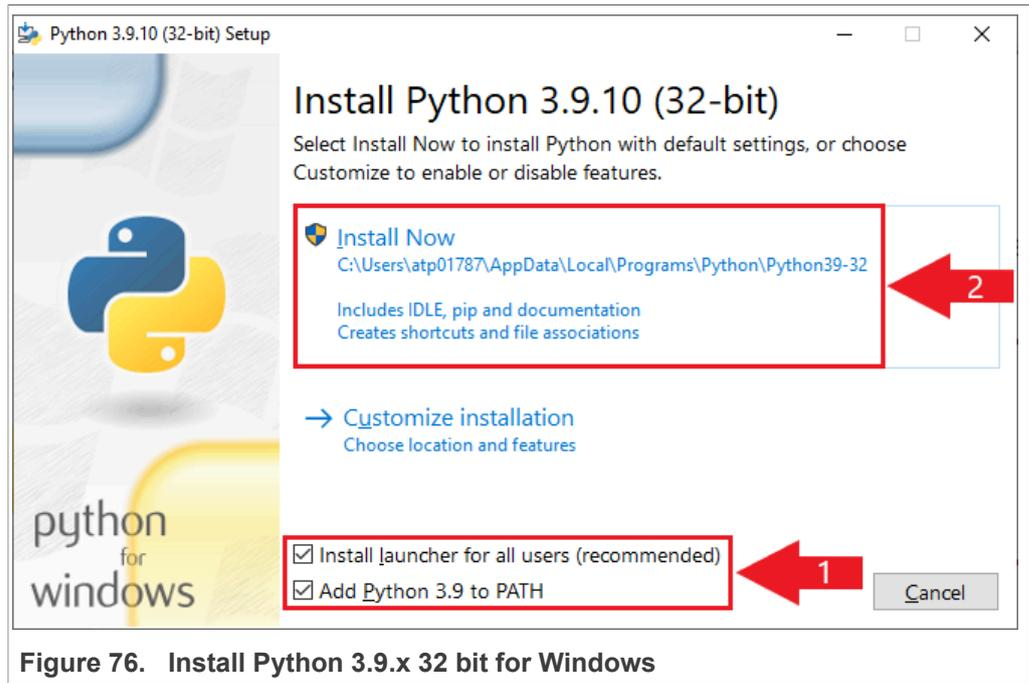 Python 3.9.10 (32-bit) Setup
Install Python 3.9.10 (32-bit)
Select Install Now to install Python with default settings, or choose
Customize to enable or disable features.
Install Now
C:\Users\atp01787\AppData\Local\Programs\Python\Python39-32
2
Includes IDLE, pip and documentation
Creates shortcuts and file associations
Customize installation
Choose location and features
python
for
windows
Install launcher for all users (recommended)
Add Python 3.9 to PATH
1
Cancel
Figure 76. Install Python 3.9.x 32 bit for Windows